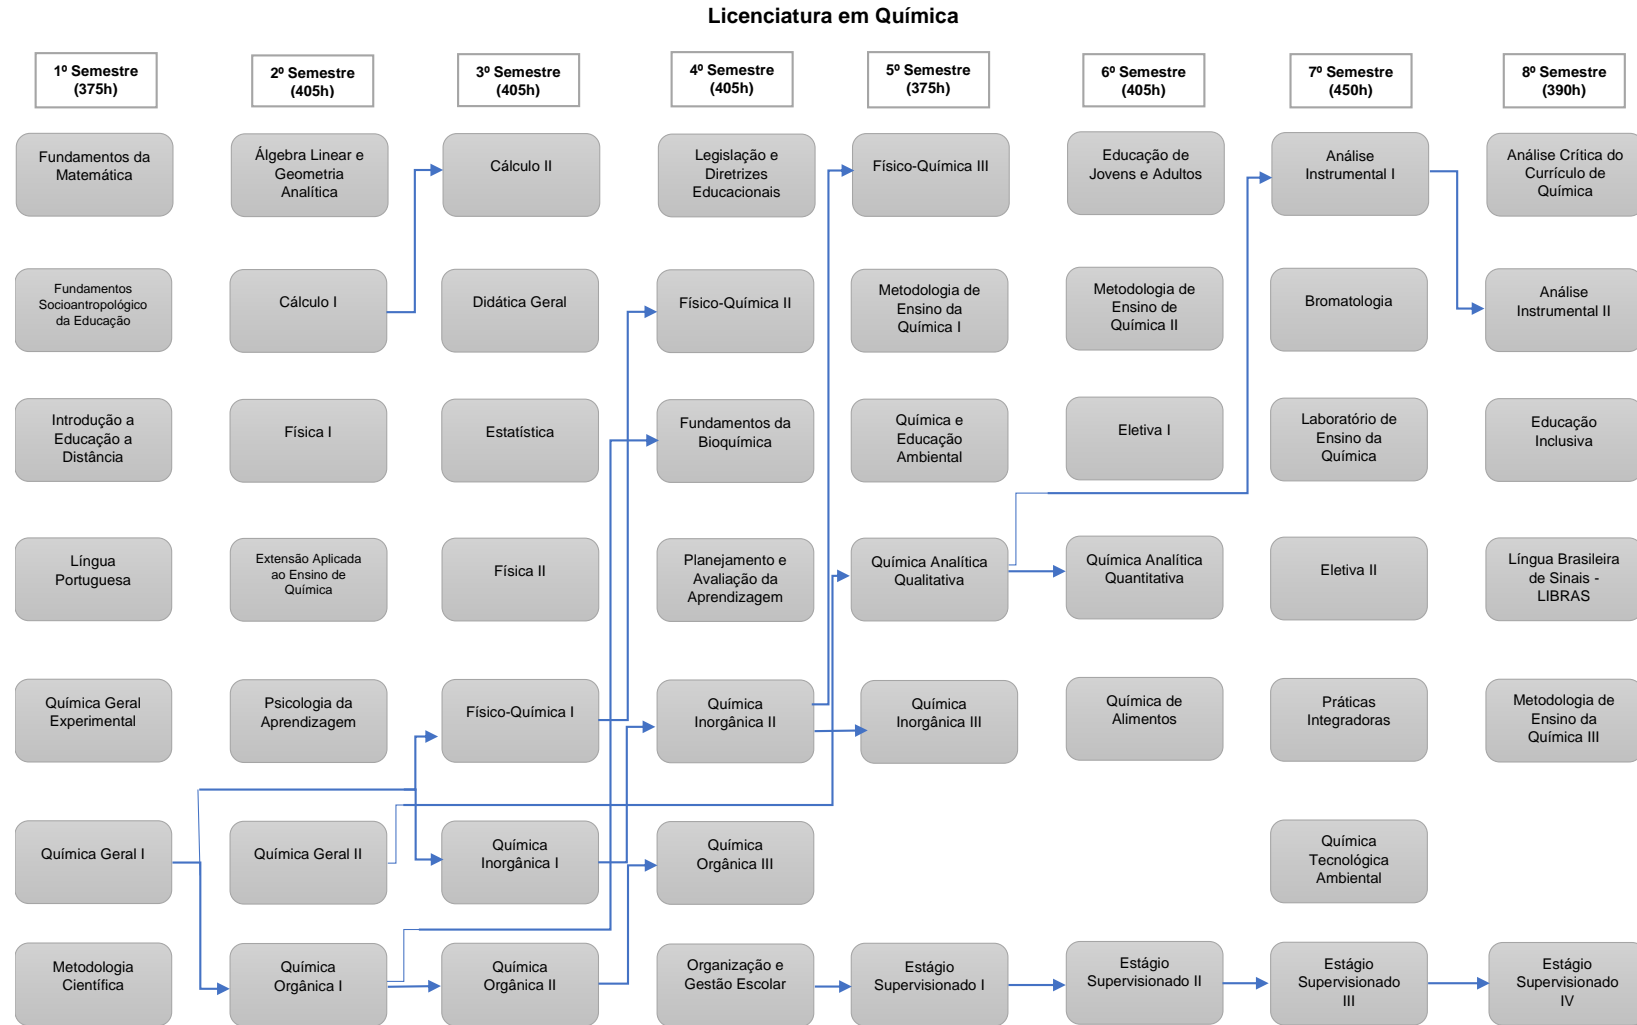 Licenciatura em Química
1º Semestre
(375h)
2º Semestre
(405h)
3º Semestre
(405h)
4º Semestre
(405h)
5º Semestre
(375h)
6º Semestre
(405h)
7º Semestre
(450h)
8º Semestre
(390h)
Fundamentos da
Matemática
Álgebra Linear e
Geometria
Analítica
Cálculo II
Legislação e
Diretrizes
Educacionais
Físico-Química III
Educação de
Jovens e Adultos
Análise
Instrumental I
Análise Crítica do
Currículo de
Química
Fundamentos
Socioantropológico
da Educação
Cálculo I
Didática Geral
Físico-Química II
Metodologia de
Ensino da
Química I
Metodologia de
Ensino de
Química II
Bromatologia
Análise
Instrumental II
Introdução a
Educação a
Distância
Física I
Estatística
Fundamentos da
Bioquímica
Química e
Educação
Ambiental
Eletiva I
Laboratório de
Ensino da
Química
Educação
Inclusiva
Língua
Portuguesa
Extensão Aplicada
ao Ensino de
Química
Física II
Planejamento e
Avaliação da
Aprendizagem
Química Analítica
Qualitativa
Química Analítica
Quantitativa
Eletiva II
Língua Brasileira
de Sinais -
LIBRAS
Química Geral
Experimental
Psicologia da
Aprendizagem
Físico-Química I
Química
Inorgânica II
Química
Inorgânica III
Química de
Alimentos
Práticas
Integradoras
Metodologia de
Ensino da
Química III
Química Geral I
Química Geral II
Química
Inorgânica I
Química
Orgânica III
Química
Tecnológica
Ambiental
Metodologia
Científica
Química
Orgânica I
Química
Orgânica II
Organização e
Gestão Escolar
Estágio
Supervisionado I
Estágio
Supervisionado II
Estágio
Supervisionado
III
Estágio
Supervisionado
IV